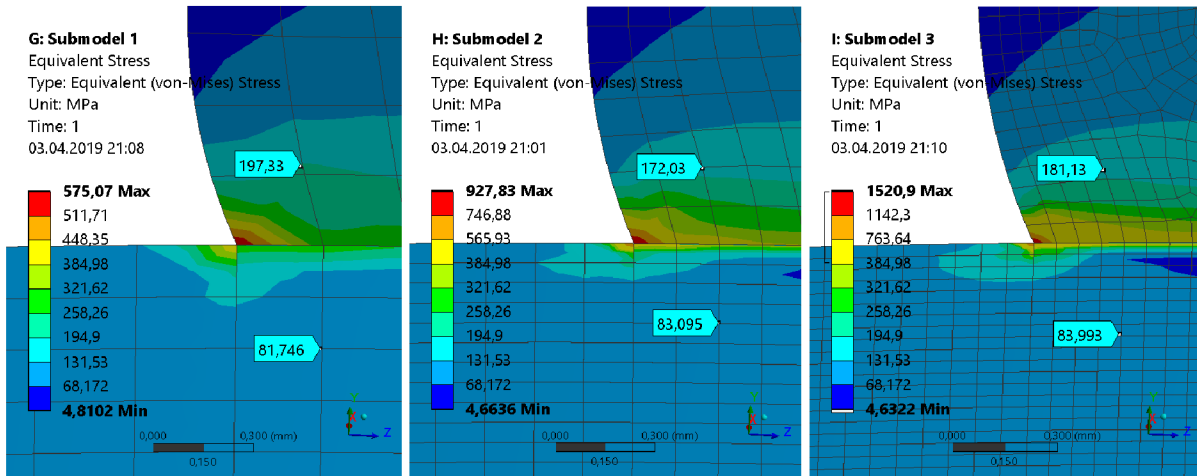 G: Submodel 1
Equivalent Stress
Type: Equivalent (von-Mises) Stress
Unit: MPa
Time: 1
03.04.2019 21:08
197,33
575,07 Max
511,71
448,35
384,98
321,62
258,26
194,9
131,53
68,172
4,8102 Min
81,746
Y
X
Z
0,000
0,300 (mm)
0,150
H: Submodel 2
Equivalent Stress
Type: Equivalent (von-Mises) Stress
Unit: MPa
Time: 1
03.04.2019 21:01
172,03
927,83 Max
746,88
565,93
384,98
321,62
258,26
194,9
131,53
68,172
4,6636 Min
83,095
Y
X
Z
0,000
0,300 (mm)
0,150
I: Submodel 3
Equivalent Stress
Type: Equivalent (von-Mises) Stress
Unit: MPa
Time: 1
03.04.2019 21:10
181,13
1520,9 Max
1142,3
763,64
384,98
321,62
258,26
194,9
131,53
68,172
4,6322 Min
83,993
Y
X
Z
0,000
0,300 (mm)
0,150